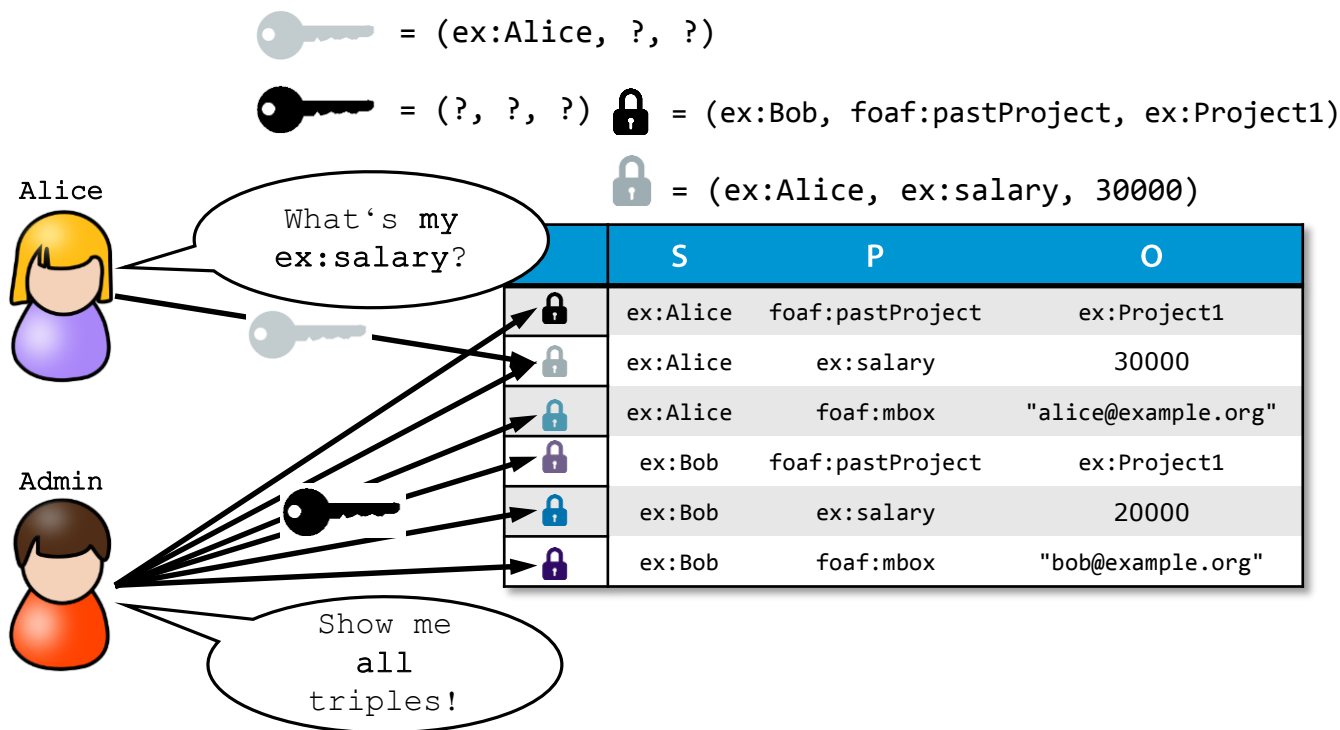 = (ex:Alice, ?, ?)
= (?, ?, ?)
= (ex:Bob, foaf:pastProject, ex:Project1)
= (ex:Alice, ex:salary, 30000)
Alice
What‘s my
ex:salary?
S P O
ex:Alice foaf:pastProject ex:Project1
ex:Alice ex:salary 30000
ex:Alice foaf:mbox "alice@example.org"
ex:Bob foaf:pastProject ex:Project1
ex:Bob ex:salary 20000
ex:Bob foaf:mbox "bob@example.org"
Admin
Show me
all
triples!